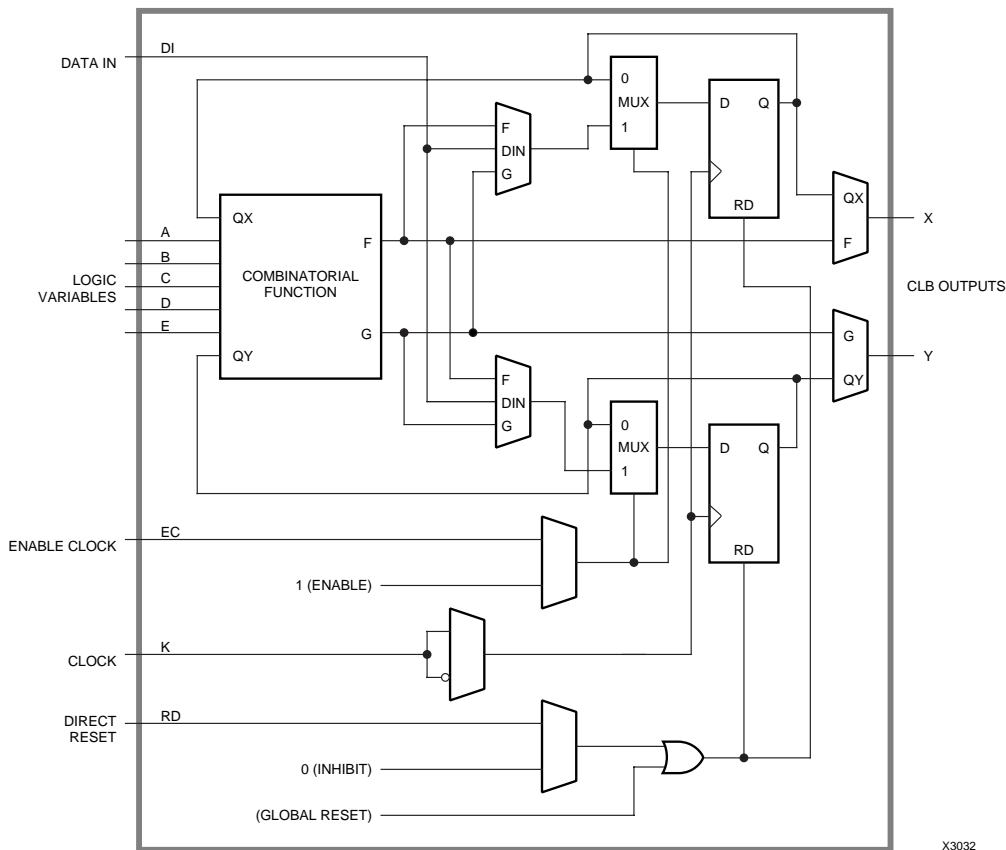 DI
DATA IN
0
MUX
1
D
Q
RD
F
DIN
G
QX
F
X
QX
A
B
LOGIC
VARIABLES
C
D
E
QY
COMBINATORIAL
FUNCTION
F
G
CLB OUTPUTS
G
QY
Y
F
DIN
G
0
MUX
1
D
Q
RD
ENABLE CLOCK
EC
1 (ENABLE)
CLOCK
K
DIRECT
RESET
RD
0 (INHIBIT)
(GLOBAL RESET)
X3032